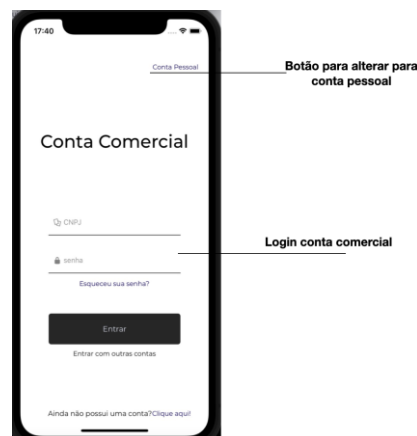 17:40
Conta Pessoal
Botão para alterar para
conta pessoal
Conta Comercial
CNPJ
Login conta comercial
senha
Esqueceu sua senha?
Entrar
Entrar com outras contas
Ainda não possui uma conta?Clique aqui!